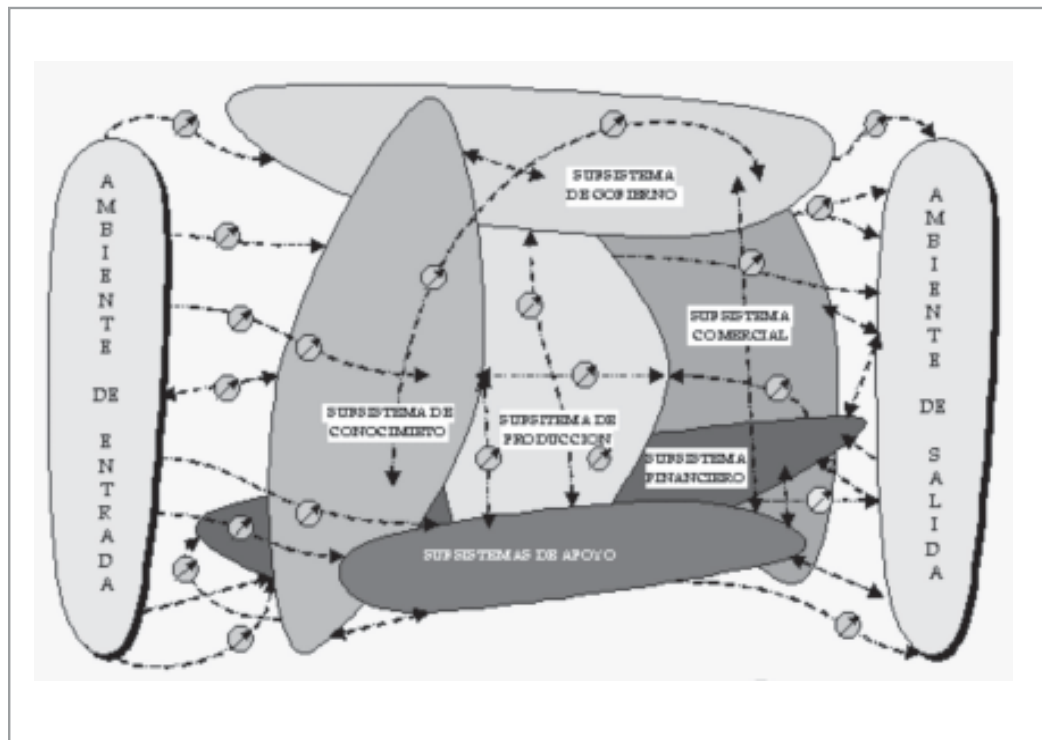 AMBIENTE DE ENTRADA
SUBSISTEMA
DE GOBIERNO
SUBSISTEMA
COMERCIAL
SUBSISTEMA DE
CONOCIMIETO
SUBSITEMA DE
PRODUCCION
SUBSISTEMA
FINANCIERO
SUBSISTEMAS DE APOYO
AMBIENTE DE SALIDA